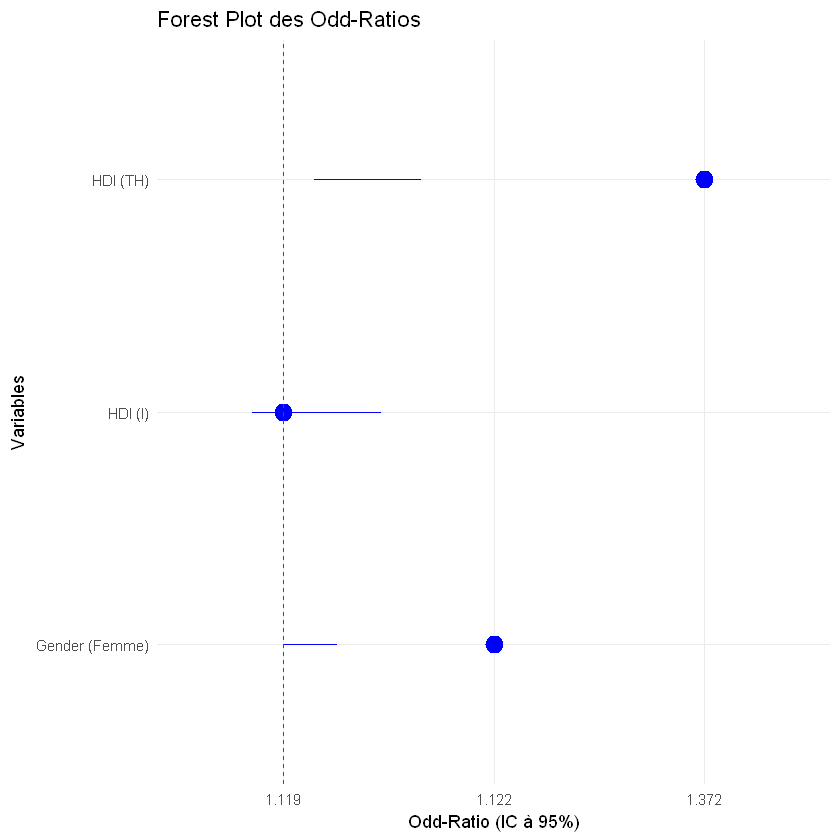 Forest Plot des Odd-Ratios
Variables
HDI (TH)
HDI (I)
Gender (Femme)
1.119
1.122
1.372
Odd-Ratio (IC à 95%)